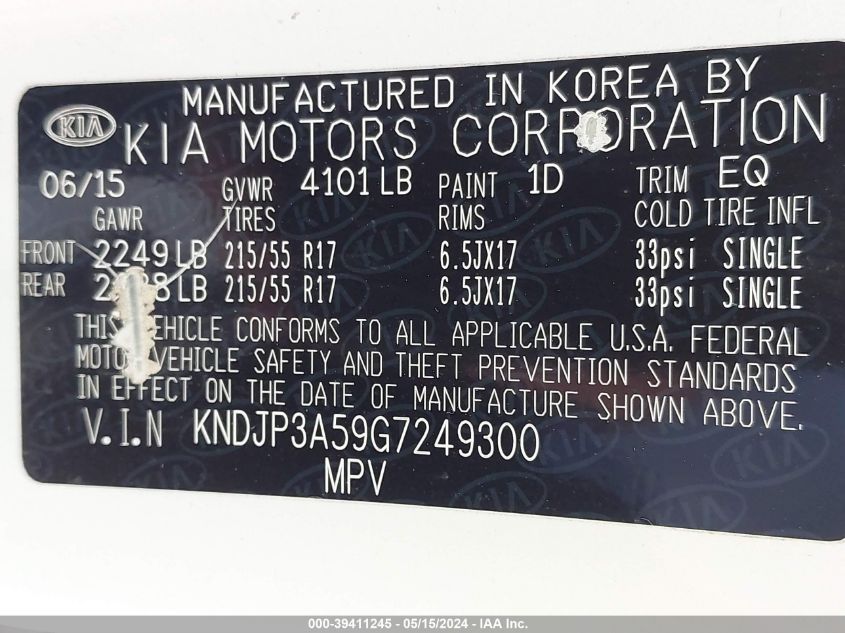 MANUFACTURED IN KOREA BY
KIA
KIA MOTORS CORPORATION
06/15 GVWR 4101 LB PAINT 1D TRIM EQ
GAWR TIRES RIMS COLD TIRE INFL
FRONT 2249 LB 215/55 R17 6.5JX17 33psi SINGLE
REAR LB 215/55 R17 6.5JX17 33psi SINGLE
THIS VEHICLE CONFORMS TO ALL APPLICABLE U.S.A. FEDERAL
MOTOR VEHICLE SAFETY AND THEFT PREVENTION STANDARDS
IN EFFECT ON THE DATE OF MANUFACTURE SHOWN ABOVE.
V.I.N KNDJP3A59G7249300
MPV
000-39411245 - 05/15/2024 - IAA Inc.